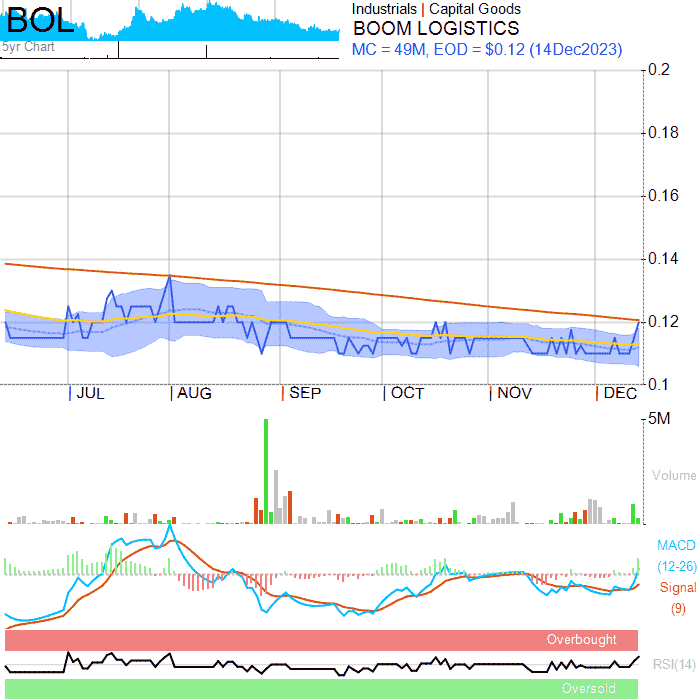 BOL
5yr Chart
Industrials | Capital Goods
BOOM LOGISTICS
MC = 49M, EOD = $0.12 (14Dec2023)
0.2
0.18
0.16
0.14
0.12
0.1
JUL AUG SEP OCT NOV DEC
5M
Volume
MACD
(12-26)
Signal
(9)
Overbought
RSI(14)
Oversold